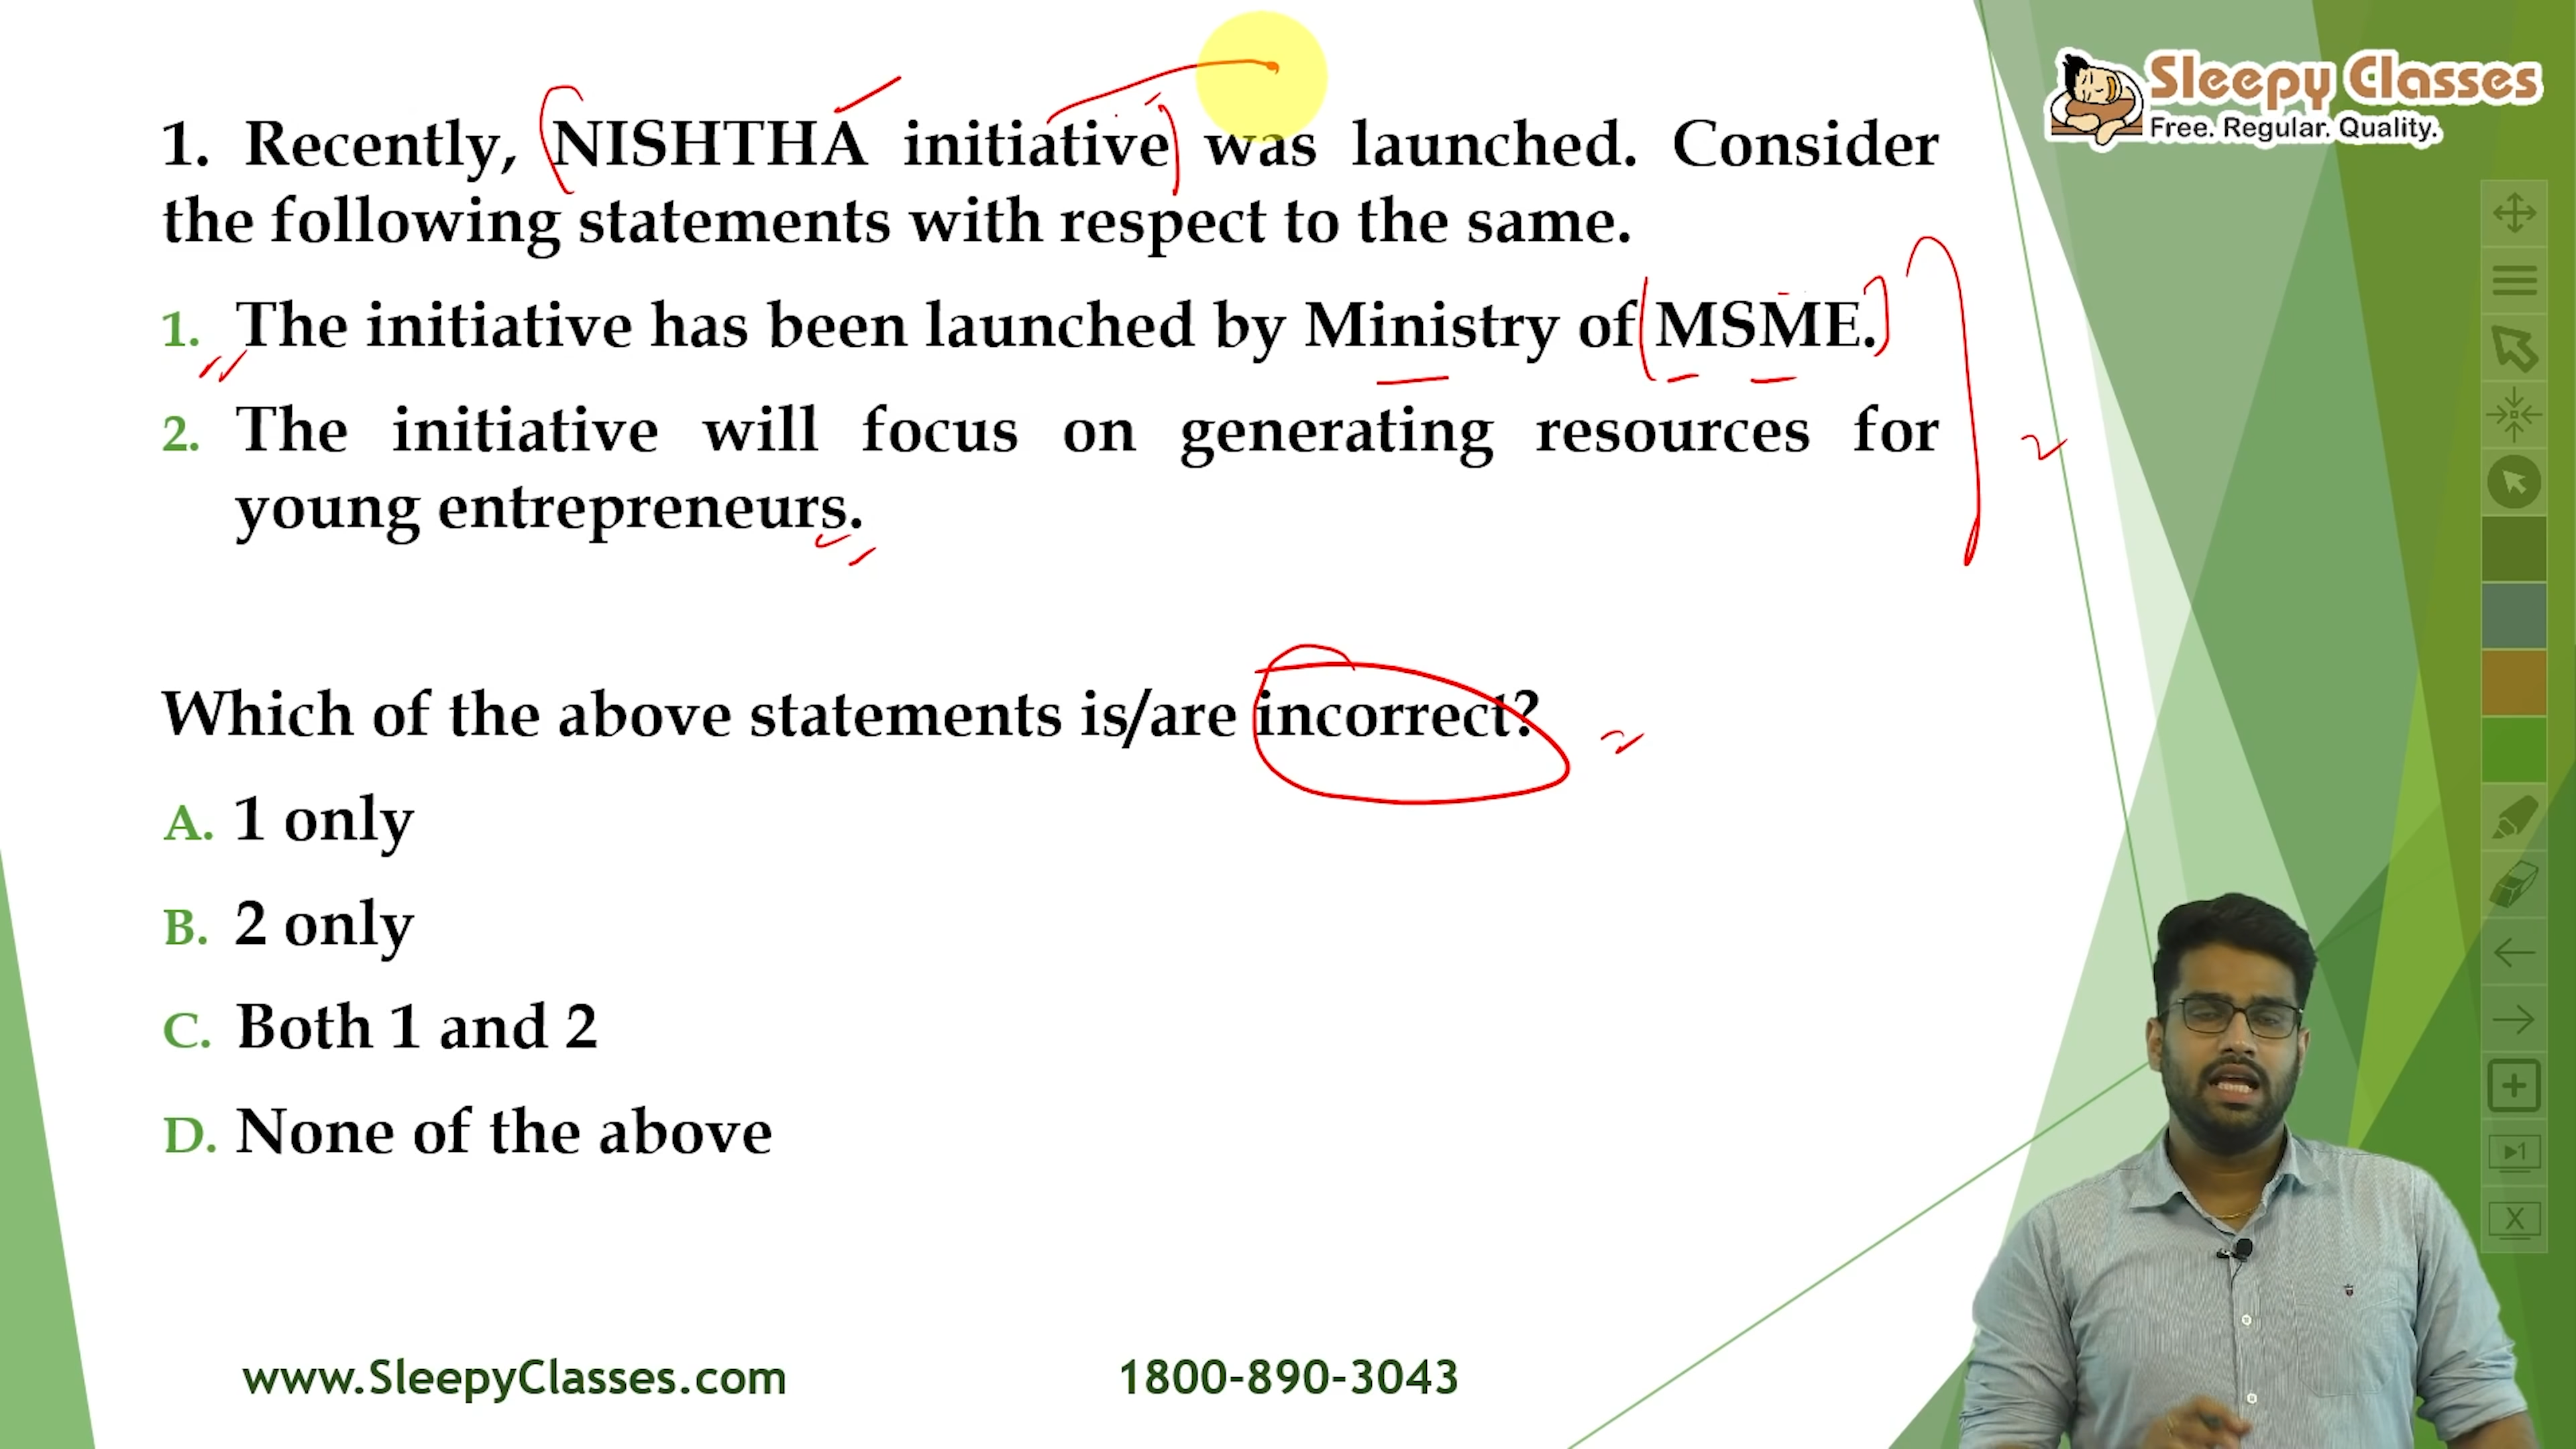 1. Recently, NISHTHA initiative was launched. Consider
the following statements with respect to the same.
1. The initiative has been launched by Ministry of MSME.
2. The initiative will focus on generating resources for
young entrepreneurs.
Which of the above statements is/are incorrect?
A. 1 only
B. 2 only
C. Both 1 and 2
D. None of the above
www.SleepyClasses.com 1800-890-3043
Sleepy Classes
Free. Regular. Quality.
1
X